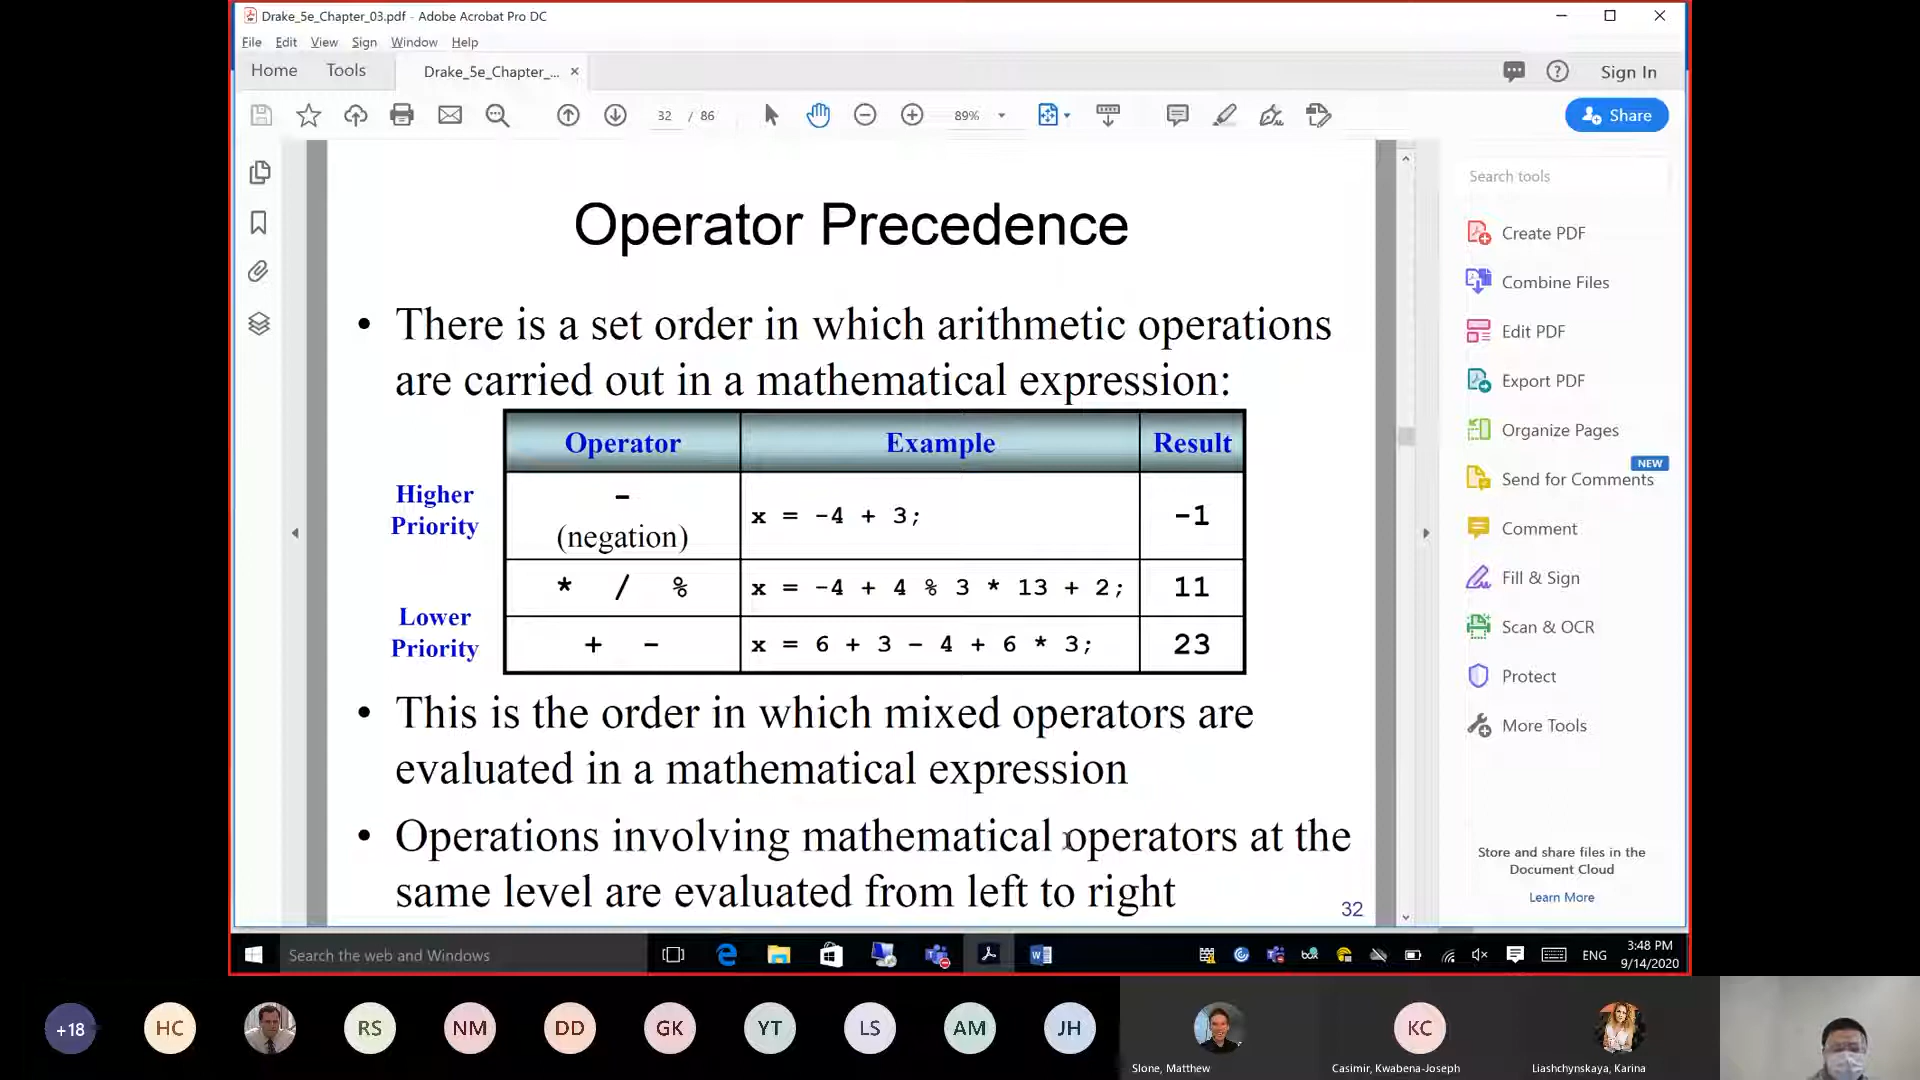 Drake_5e_Chapter_03.pdf - Adobe Acrobat Pro DC
File Edit View Sign Window Help
Home Tools Drake_5e_Chapter_... × Sign In
32 / 86 89% Share
Operator Precedence
• There is a set order in which arithmetic operations
are carried out in a mathematical expression:
Operator Example Result
Higher
Priority
-
(negation)
x = -4 + 3;
-1
* / %
x = -4 + 4 % 3 * 13 + 2;
11
Lower
Priority
+ -
x = 6 + 3 - 4 + 6 * 3;
23
• This is the order in which mixed operators are
evaluated in a mathematical expression
• Operations involving mathematical operators at the
same level are evaluated from left to right
32
Search tools
Create PDF
Combine Files
Edit PDF
Export PDF
Organize Pages
NEW
Send for Comments
Comment
Fill & Sign
Scan & OCR
Protect
More Tools
Store and share files in the
Document Cloud
Learn More
Search the web and Windows
ENG
3:48 PM
9/14/2020
+18 HC RS NM DD GK YT LS AM JH KC
Slone, Matthew
Casimir, Kwabena-Joseph
Liashchynskaya, Karina